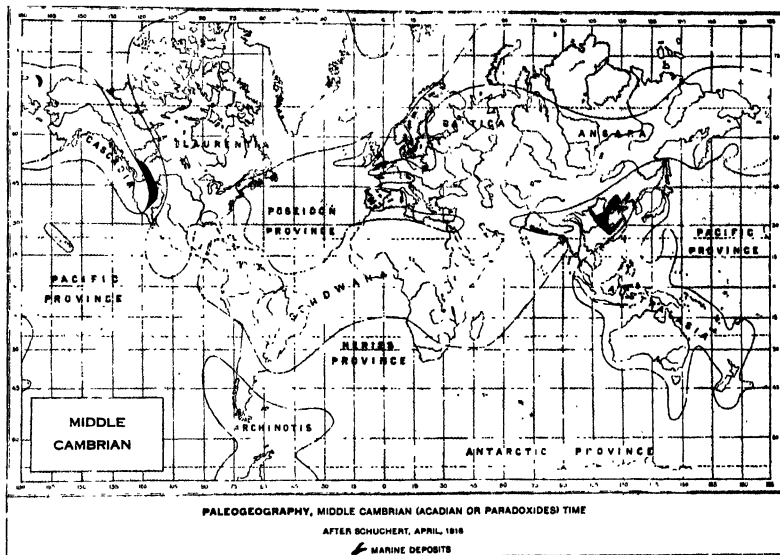 CASCADIA
LAURENTIA
BALTICA
ANGARA
POSEIDON
PROVINCE
PACIFIC
PROVINCE
PACIFIC
PROVINCE
GONDWANA
NERIES
PROVINCE
ARCHINOTIS
ANTARCTIC PROVINCE
MIDDLE
CAMBRIAN
PALEOGEOGRAPHY, MIDDLE CAMBRIAN (ACADIAN OR PARADOXIDES) TIME
AFTER SCHUCHERT, APRIL, 1916
MARINE DEPOSITS